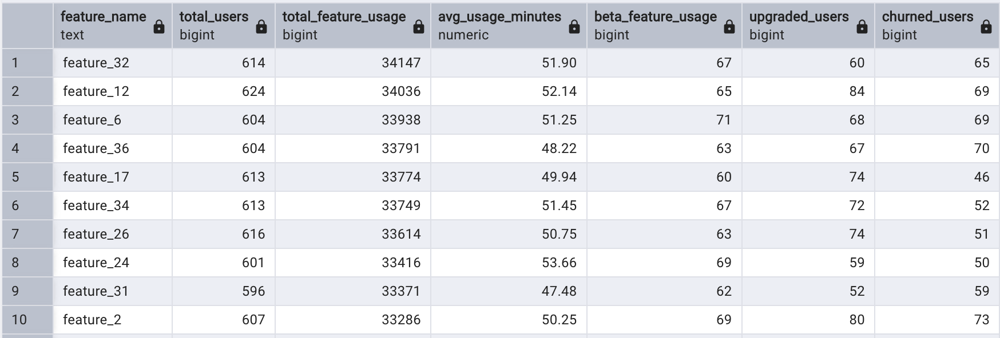 feature_name total_users total_feature_usage avg_usage_minutes beta_feature_usage upgraded_users churned_users
text bigint bigint numeric bigint bigint bigint
1 feature_32 614 34147 51.90 67 60 65
2 feature_12 624 34036 52.14 65 84 69
3 feature_6 604 33938 51.25 71 68 69
4 feature_36 604 33791 48.22 63 67 70
5 feature_17 613 33774 49.94 60 74 46
6 feature_34 613 33749 51.45 67 72 52
7 feature_26 616 33614 50.75 63 74 51
8 feature_24 601 33416 53.66 69 59 50
9 feature_31 596 33371 47.48 62 52 59
10 feature_2 607 33286 50.25 69 80 73